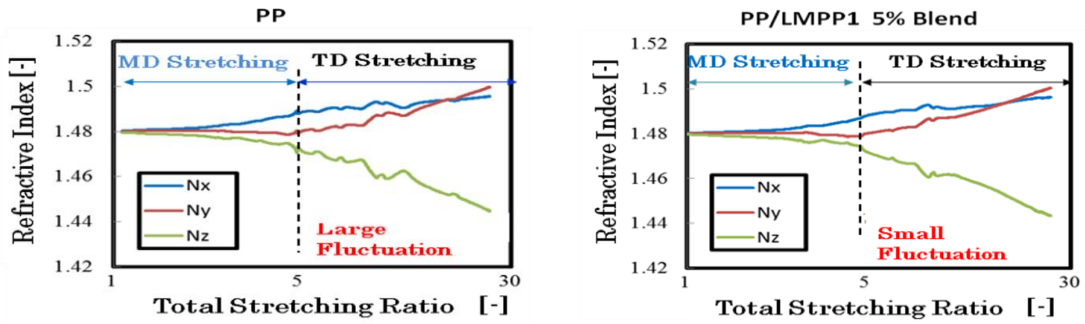 PP
1.52
1.5
1.48
1.46
1.44
1.42
Refractive Index [-]
MD Stretching
TD Stretching
Nx
Ny
Nz
Large
Fluctuation
1
5
30
Total Stretching Ratio [-]
PP/LMPP1 5% Blend
1.52
1.5
1.48
1.46
1.44
1.42
Refractive Index [-]
MD Stretching
TD Stretching
Nx
Ny
Nz
Small
Fluctuation
1
5
30
Total Stretching Ratio [-]